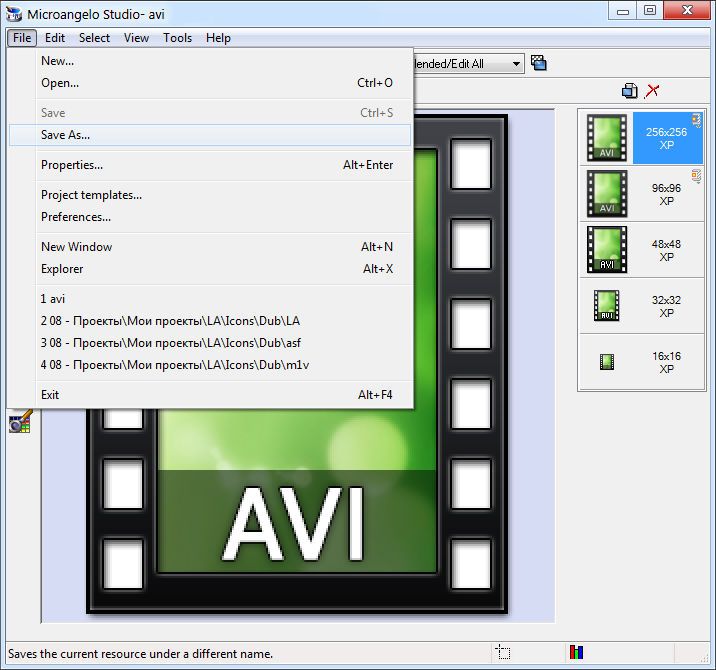 Microangelo Studio- avi
File Edit Select View Tools Help
New...
Open... Ctrl+O
Save Ctrl+S
Save As...
Properties... Alt+Enter
Project templates...
Preferences...
New Window Alt+N
Explorer Alt+X
1 avi
2 08 - Проекты\Мои проекты\LA\Icons\Dub\LA
3 08 - Проекты\Мои проекты\LA\Icons\Dub\asf
4 08 - Проекты\Мои проекты\LA\Icons\Dub\m1v
Exit Alt+F4
lended/Edit All
AVI
256x256
XP
AVI
96x96
XP
AVI
48x48
XP
AVI
32x32
XP
16x16
XP
AVI
Saves the current resource under a different name.